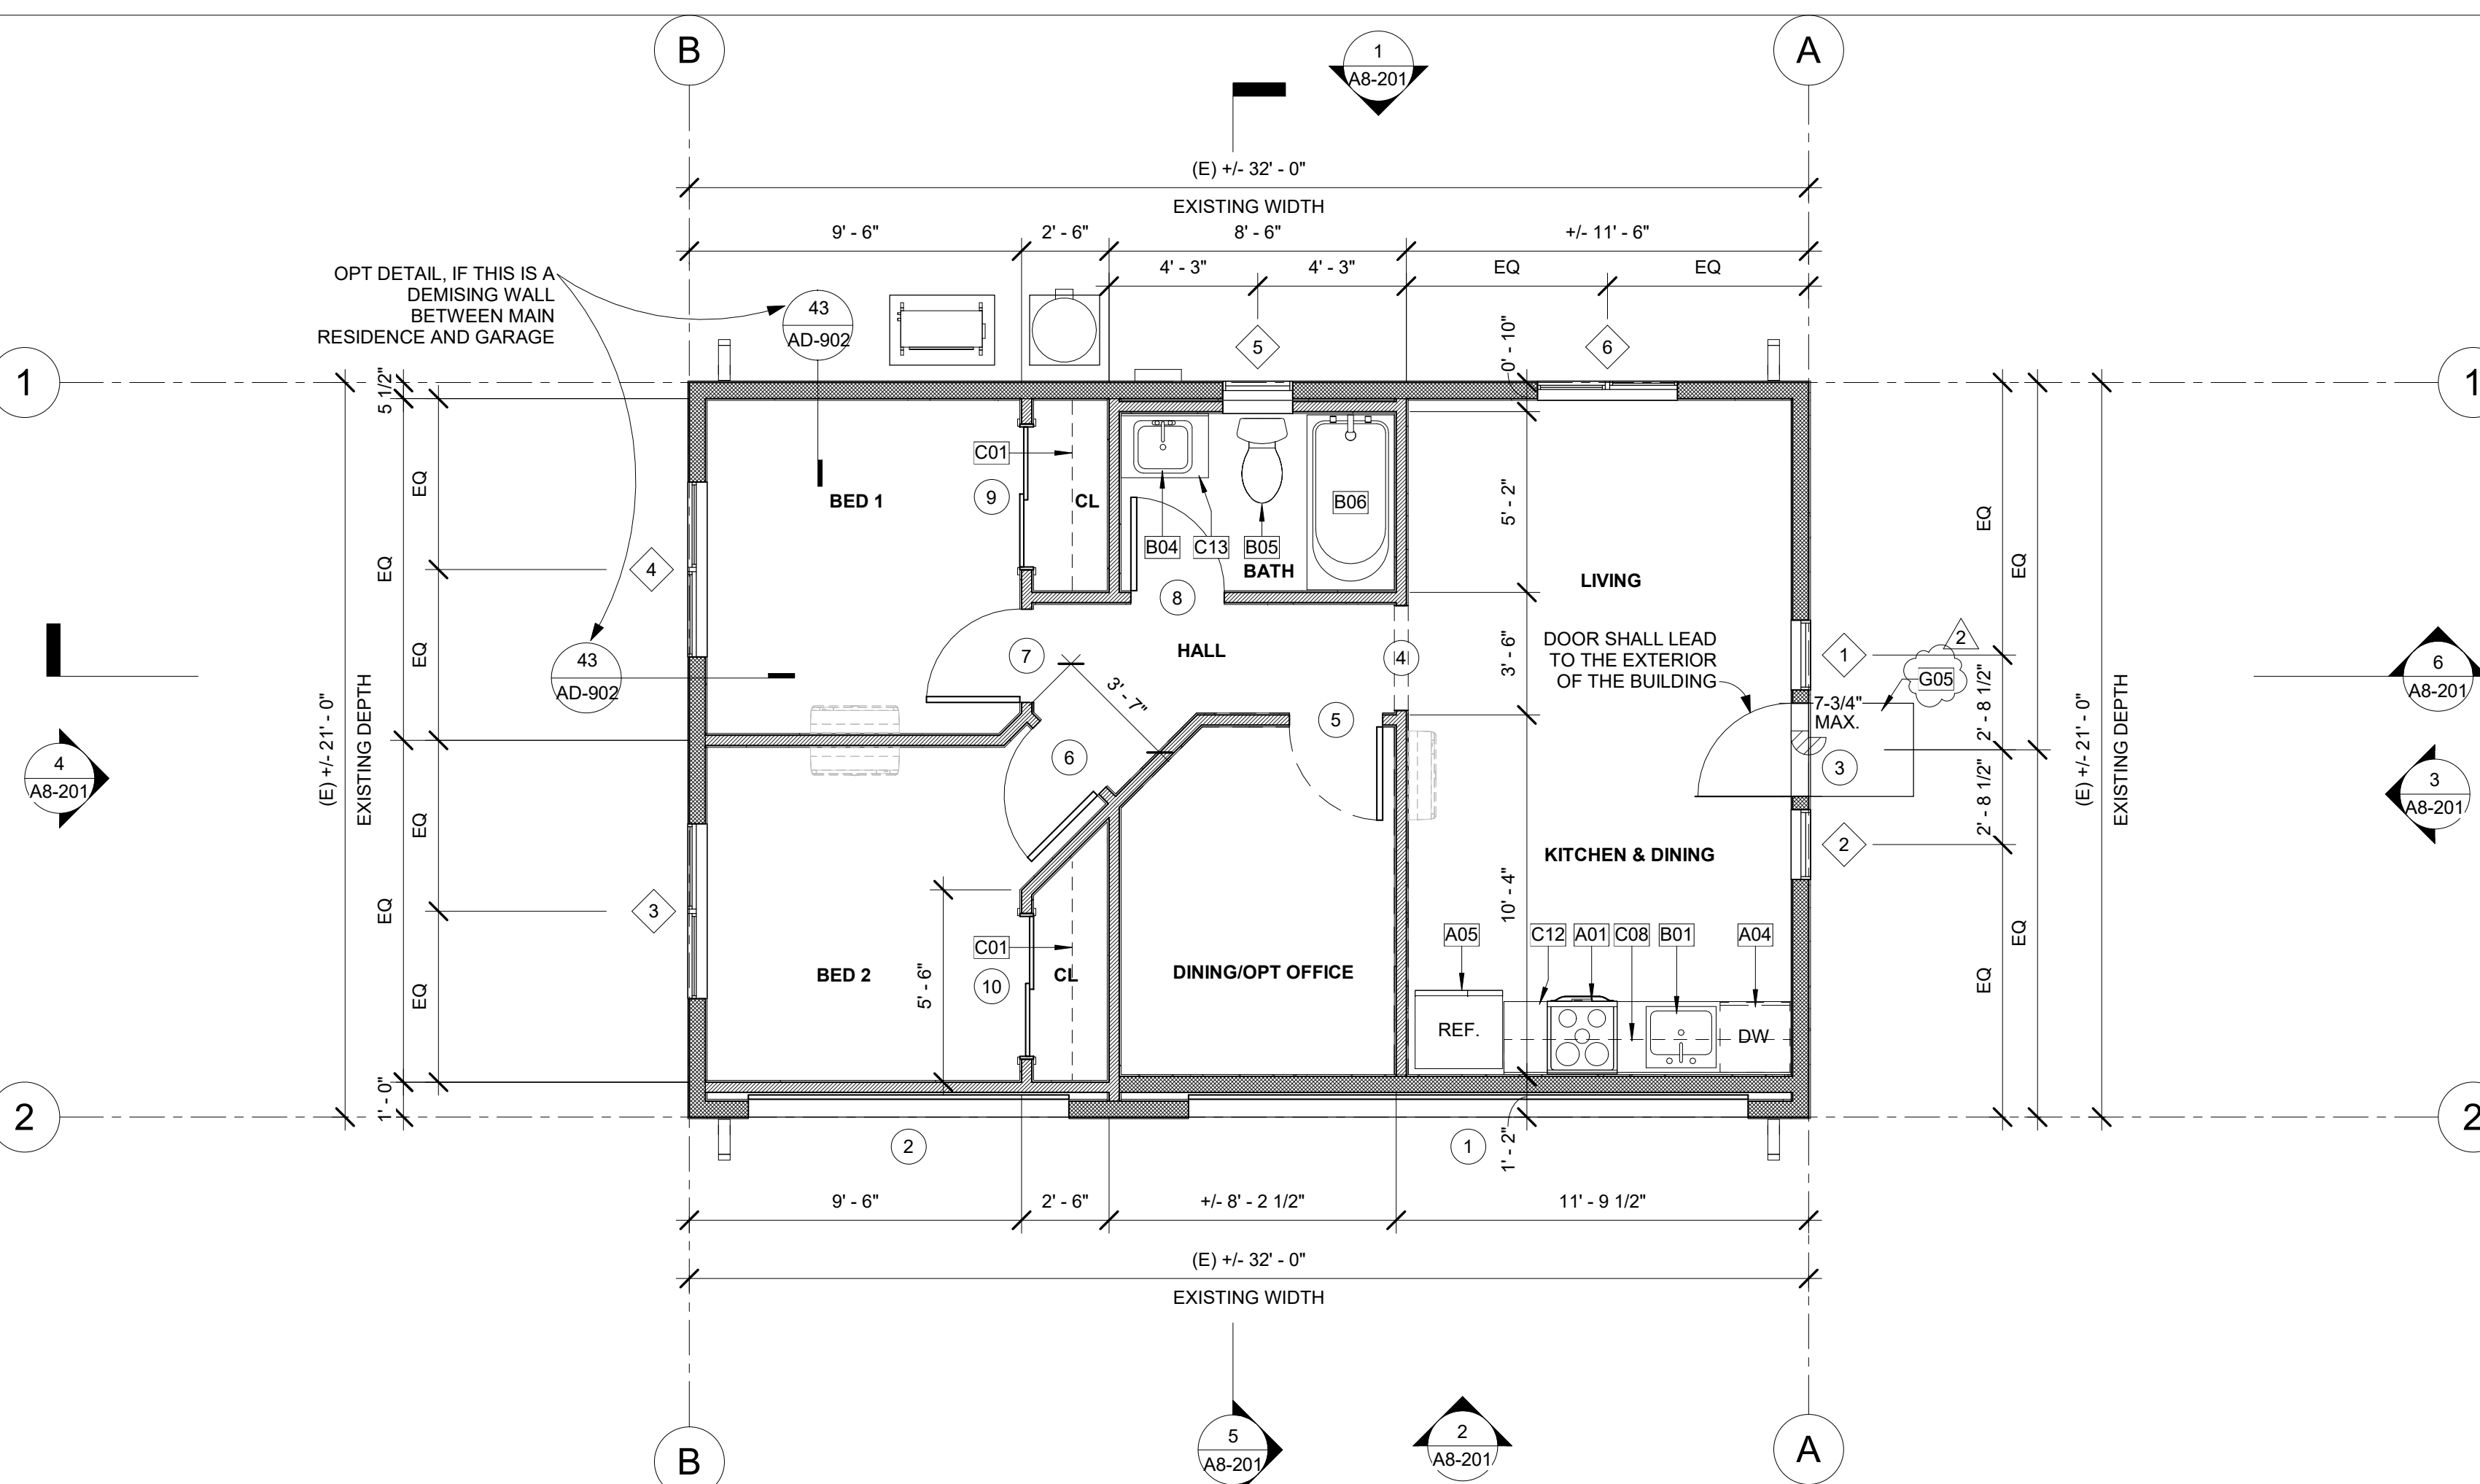 B
A
1
A8-201
(E) +/- 32' - 0"
EXISTING WIDTH
9' - 6"
2' - 6"
8' - 6"
+/- 11' - 6"
4' - 3"
4' - 3"
EQ
EQ
OPT DETAIL, IF THIS IS A
DEMISING WALL
BETWEEN MAIN
RESIDENCE AND GARAGE
43
AD-902
5
6
0' - 10"
1
1
5 1/2"
EQ
EQ
EQ
EQ
EQ
EQ
1' - 0"
(E) +/- 21' - 0"
EXISTING DEPTH
4
3
43
AD-902
4
A8-201
C01
9
CL
BED 1
B04
C13
B05
B06
BATH
8
5' - 2"
LIVING
7
HALL
4
3' - 6"
DOOR SHALL LEAD
TO THE EXTERIOR
OF THE BUILDING
3' - 7"
5
6
1
2
G05
7-3/4"
MAX.
3
2
EQ
EQ
2' - 8 1/2"
2' - 8 1/2"
EQ
EQ
(E) +/- 21' - 0"
EXISTING DEPTH
6
A8-201
3
A8-201
KITCHEN & DINING
10' - 4"
A05
C12
A01
C08
B01
A04
C01
10
CL
BED 2
5' - 6"
DINING/OPT OFFICE
REF.
DW
2
2
2
1
1' - 2"
9' - 6"
2' - 6"
+/- 8' - 2 1/2"
11' - 9 1/2"
(E) +/- 32' - 0"
EXISTING WIDTH
5
A8-201
2
A8-201
B
A